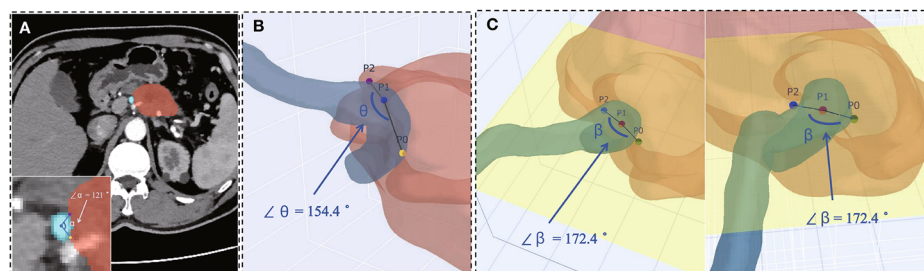 A
∠α = 121 °
α
B
P2
P1
θ
P0
∠ θ = 154.4 °
C
P2
P1
P0
β
∠ β = 172.4 °
P2
P1
P0
β
∠ β = 172.4 °